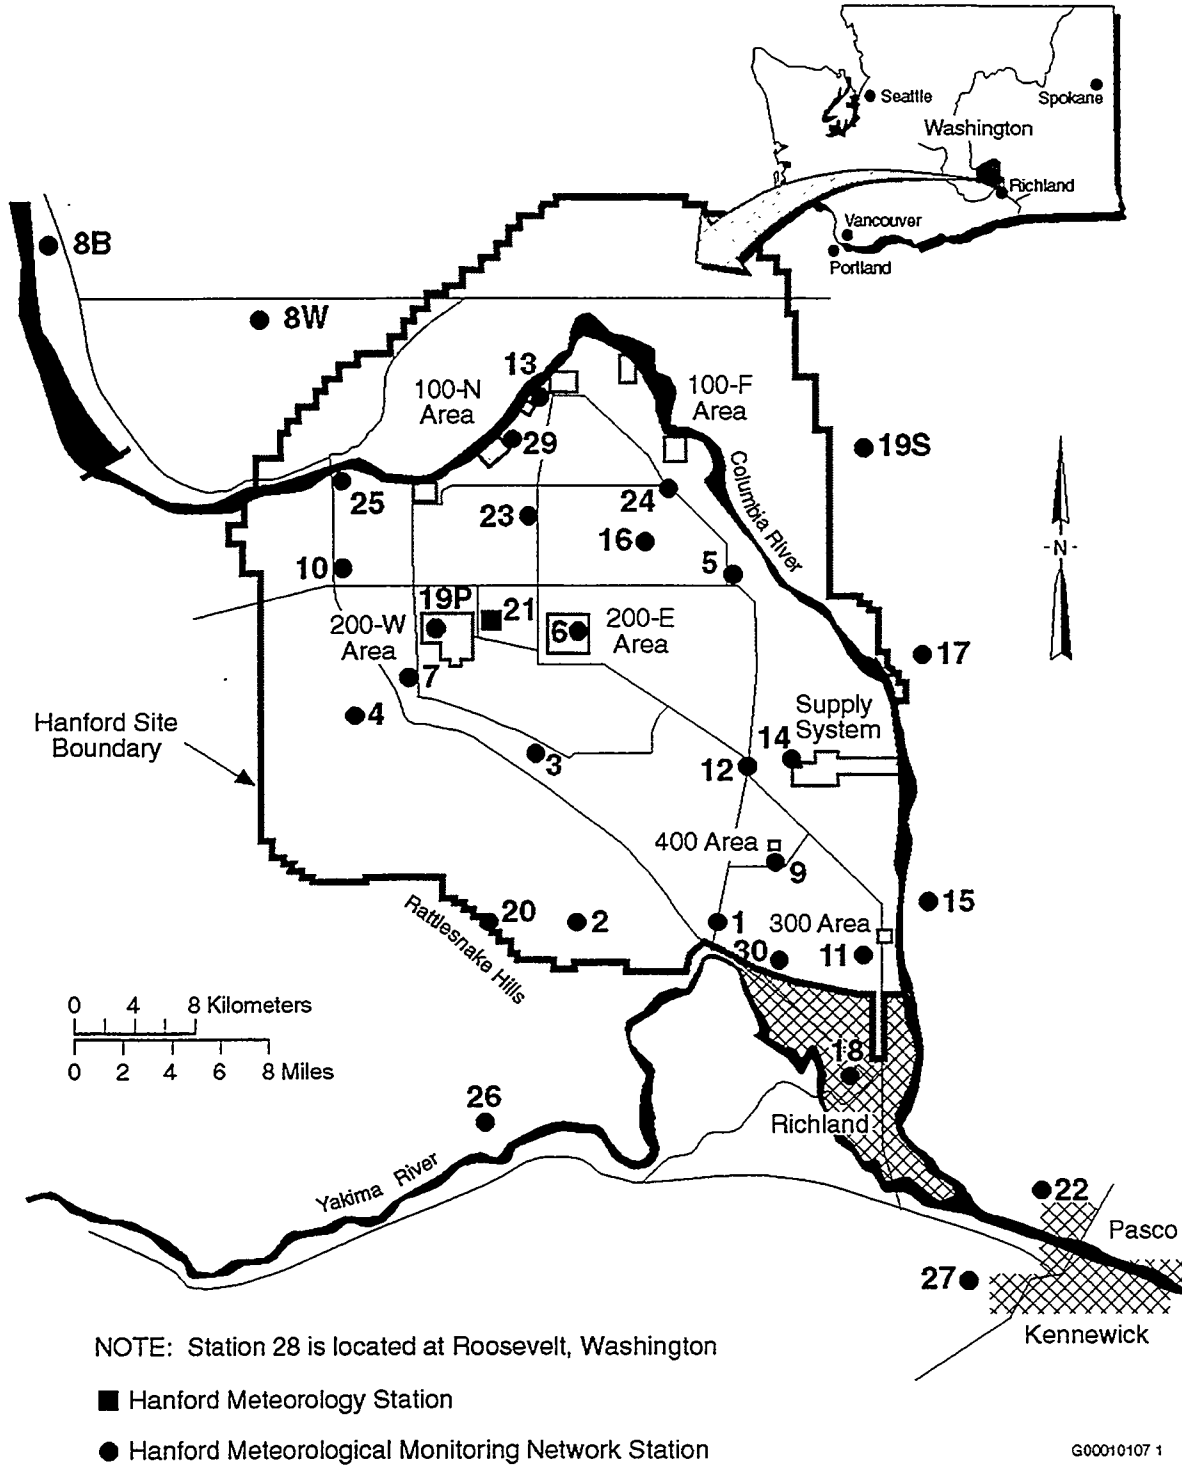 Seattle
Spokane
Washington
Richland
Vancouver
Portland
8B
8W
13
100-N
Area
100-F
Area
29
19S
25
24
23
Columbia River
16
10
5
-N-
19P
21
200-W
Area
6
200-E
Area
17
7
4
Supply
System
Hanford Site
Boundary
14
3
12
400 Area
9
15
20
2
1
300 Area
30
11
Rattlesnake Hills
0 4 8 Kilometers
0 2 4 6 8 Miles
18
26
Richland
Yakima River
22
Pasco
27
Kennewick
NOTE: Station 28 is located at Roosevelt, Washington
Hanford Meteorology Station
Hanford Meteorological Monitoring Network Station
G00010107 1